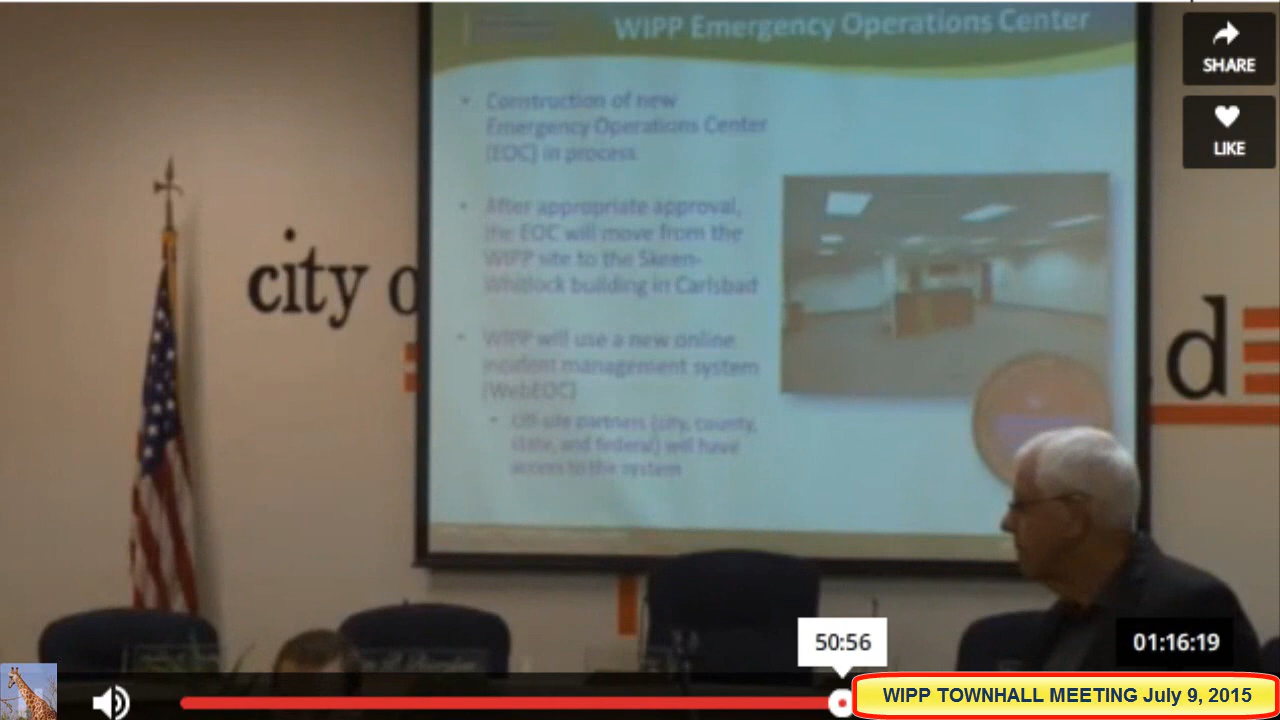 WIPP Emergency Operations Center
SHARE
LIKE
• Construction of new
Emergency Operations Center
(EOC) in process
• After appropriate approval,
the EOC will move from the
WIPP site to the Skeen-
Whitlock building in Carlsbad
• WIPP will use a new online
incident management system
(WebEOC)
• Off-site partners (city, county,
state, and federal) will have
access to the system
city o
d
50:56
01:16:19
WIPP TOWNHALL MEETING July 9, 2015